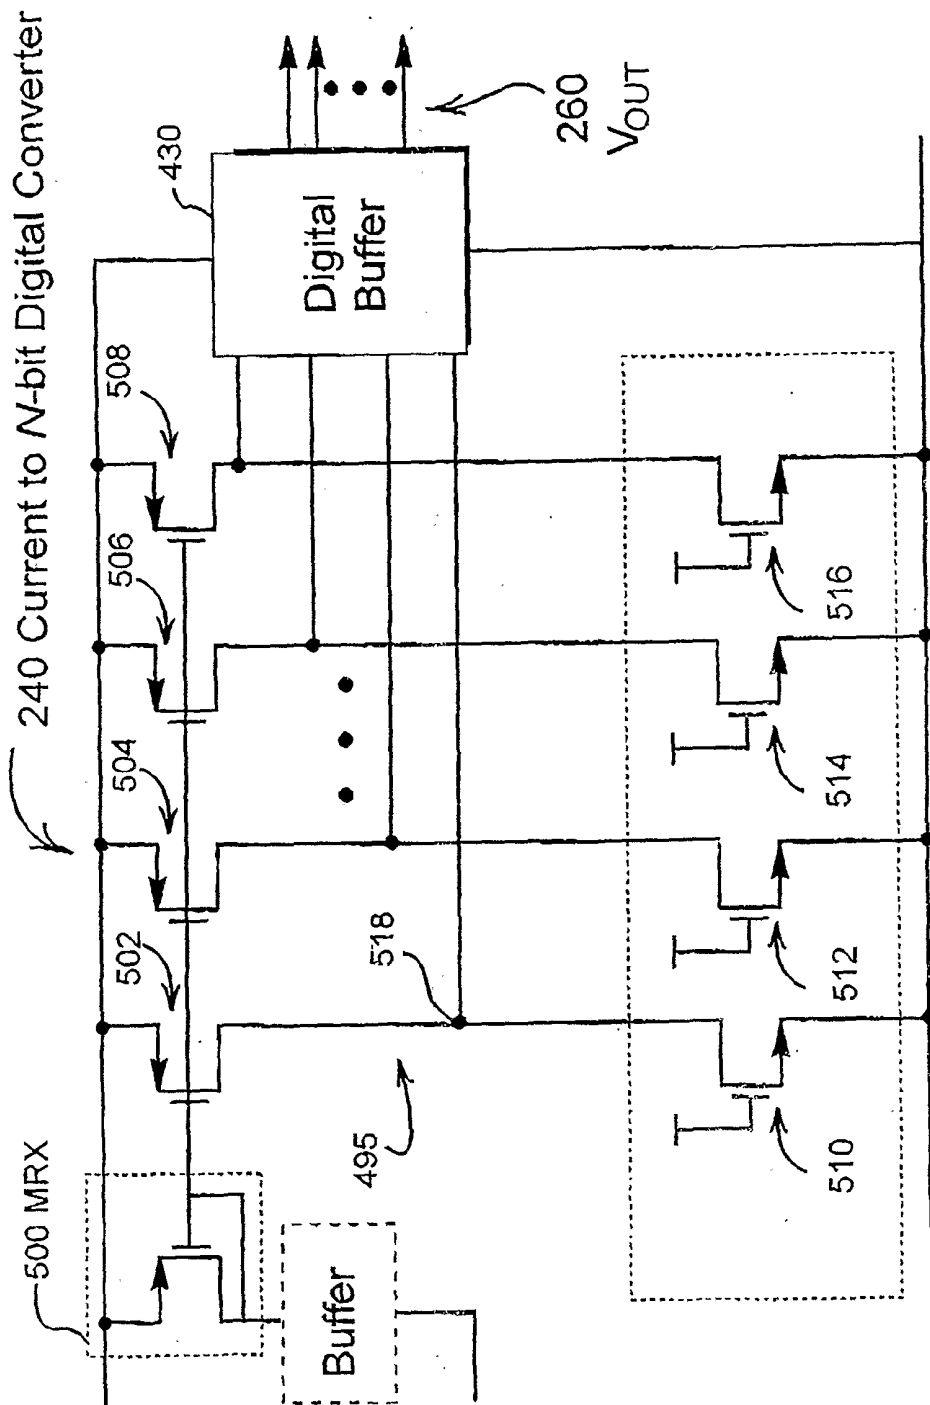 240 Current to N-bit Digital Converter
500 MRX
502
504
506
508
430
Digital
Buffer
260
VOUT
Buffer
495
518
510
512
514
516